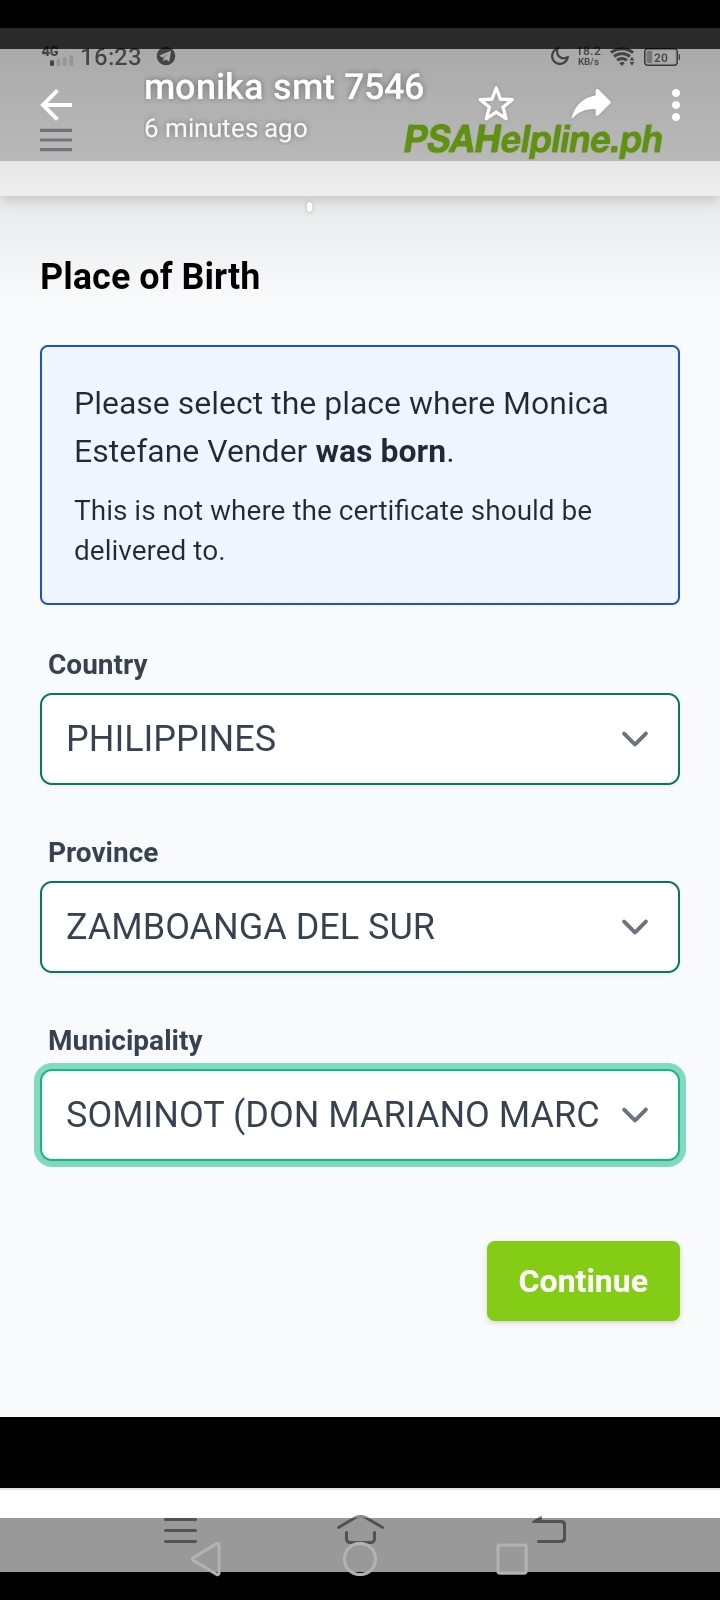 4G 16:23 18.2 KB/s 20
monika smt 7546
6 minutes ago
PSAHelpline.ph
Place of Birth
Please select the place where Monica
Estefane Vender was born.
This is not where the certificate should be
delivered to.
Country
PHILIPPINES
Province
ZAMBOANGA DEL SUR
Municipality
SOMINOT (DON MARIANO MARC
Continue